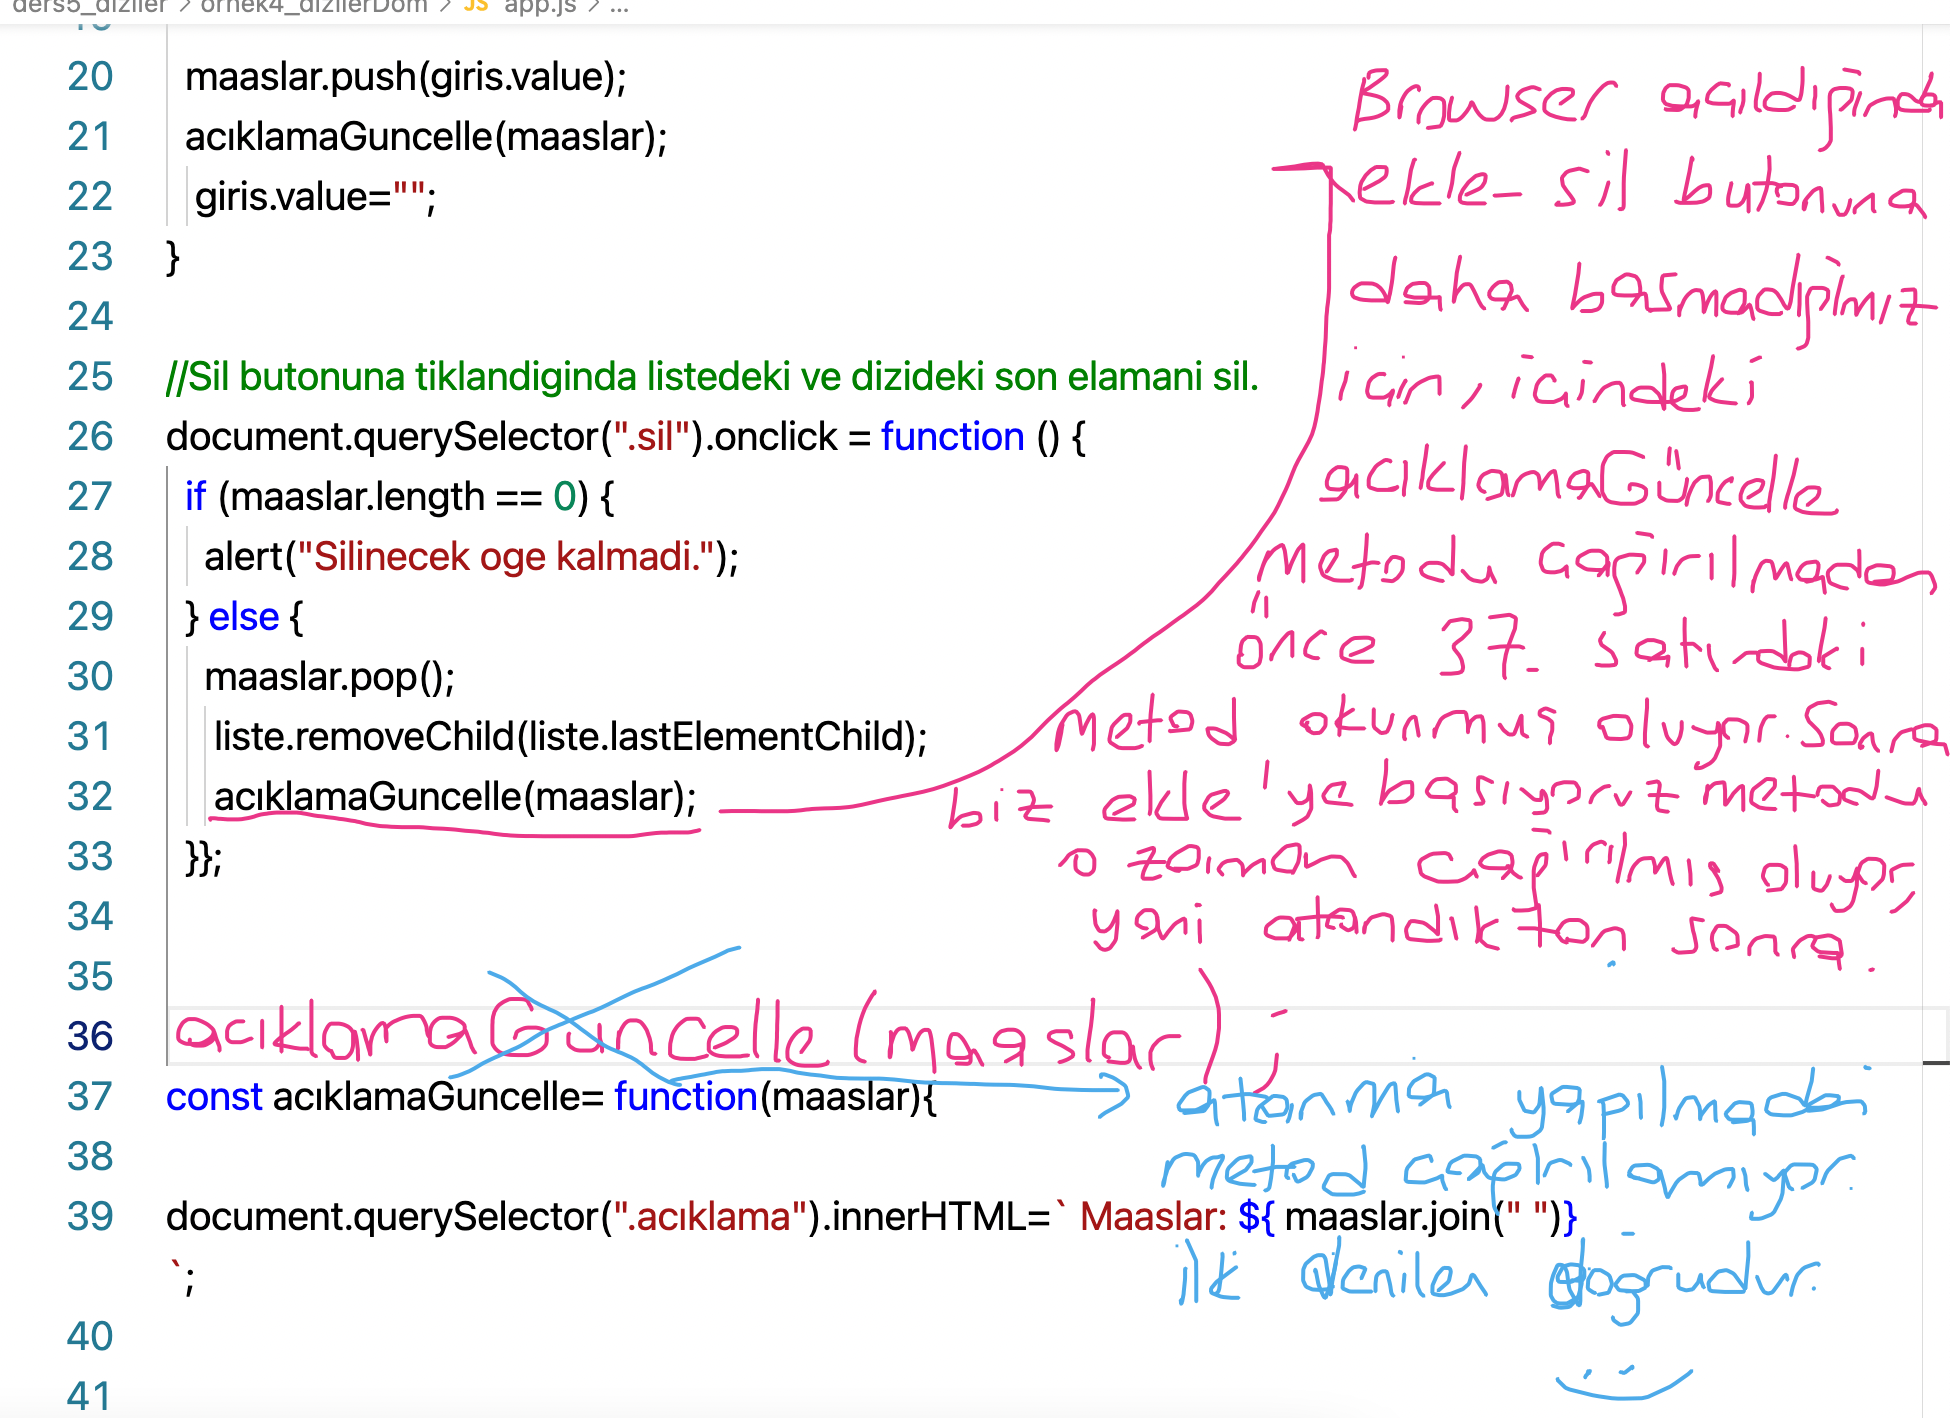 ders5_diziler > ornek4_dizilerDom > JS app.js > ...
19
20 maaslar.push(giris.value);
21 acıklamaGuncelle(maaslar);
22 giris.value="";
23 }
24
25 //Sil butonuna tiklandiginda listedeki ve dizideki son elamani sil.
26 document.querySelector(".sil").onclick = function () {
27 if (maaslar.length == 0) {
28 alert("Silinecek oge kalmadi.");
29 } else {
30 maaslar.pop();
31 liste.removeChild(liste.lastElementChild);
32 acıklamaGuncelle(maaslar);
33 }};
34
35
36 acıklamaGuncelle(maaslar);
37 const acıklamaGuncelle= function(maaslar){
38
39 document.querySelector(".acıklama").innerHTML=` Maaslar: ${ maaslar.join(" ")}
`;
40
41
Browser açıldığında
ekle- sil butonuna
daha basmadığımız
için, içindeki
acıklamaGüncelle
metodu çağırılmadan
önce 37. satırdaki
metod okunmuş oluyor. Sonra
biz ekle'ye basıyoruz metodu
o zaman çağırılmış oluyor,
yani atandıktan sonra.
atanma yapılmadan
metod çağrılamıyor.
ilk denilen doğrudur.